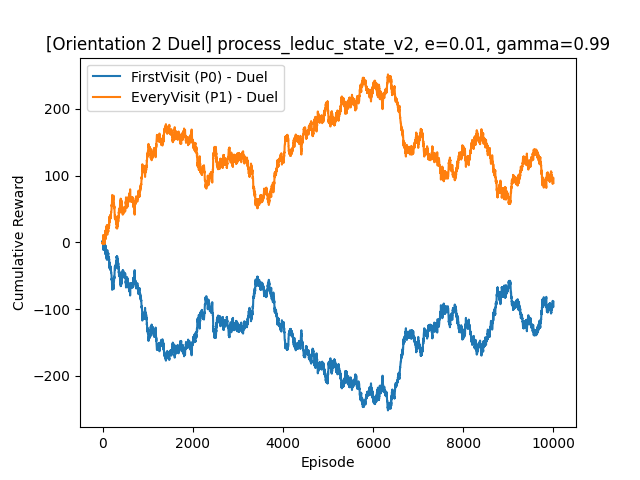 [Orientation 2 Duel] process_leduc_state_v2, e=0.01, gamma=0.99
FirstVisit (P0) - Duel
EveryVisit (P1) - Duel
Cumulative Reward
200
100
0
−100
−200
0
2000
4000
6000
8000
10000
Episode